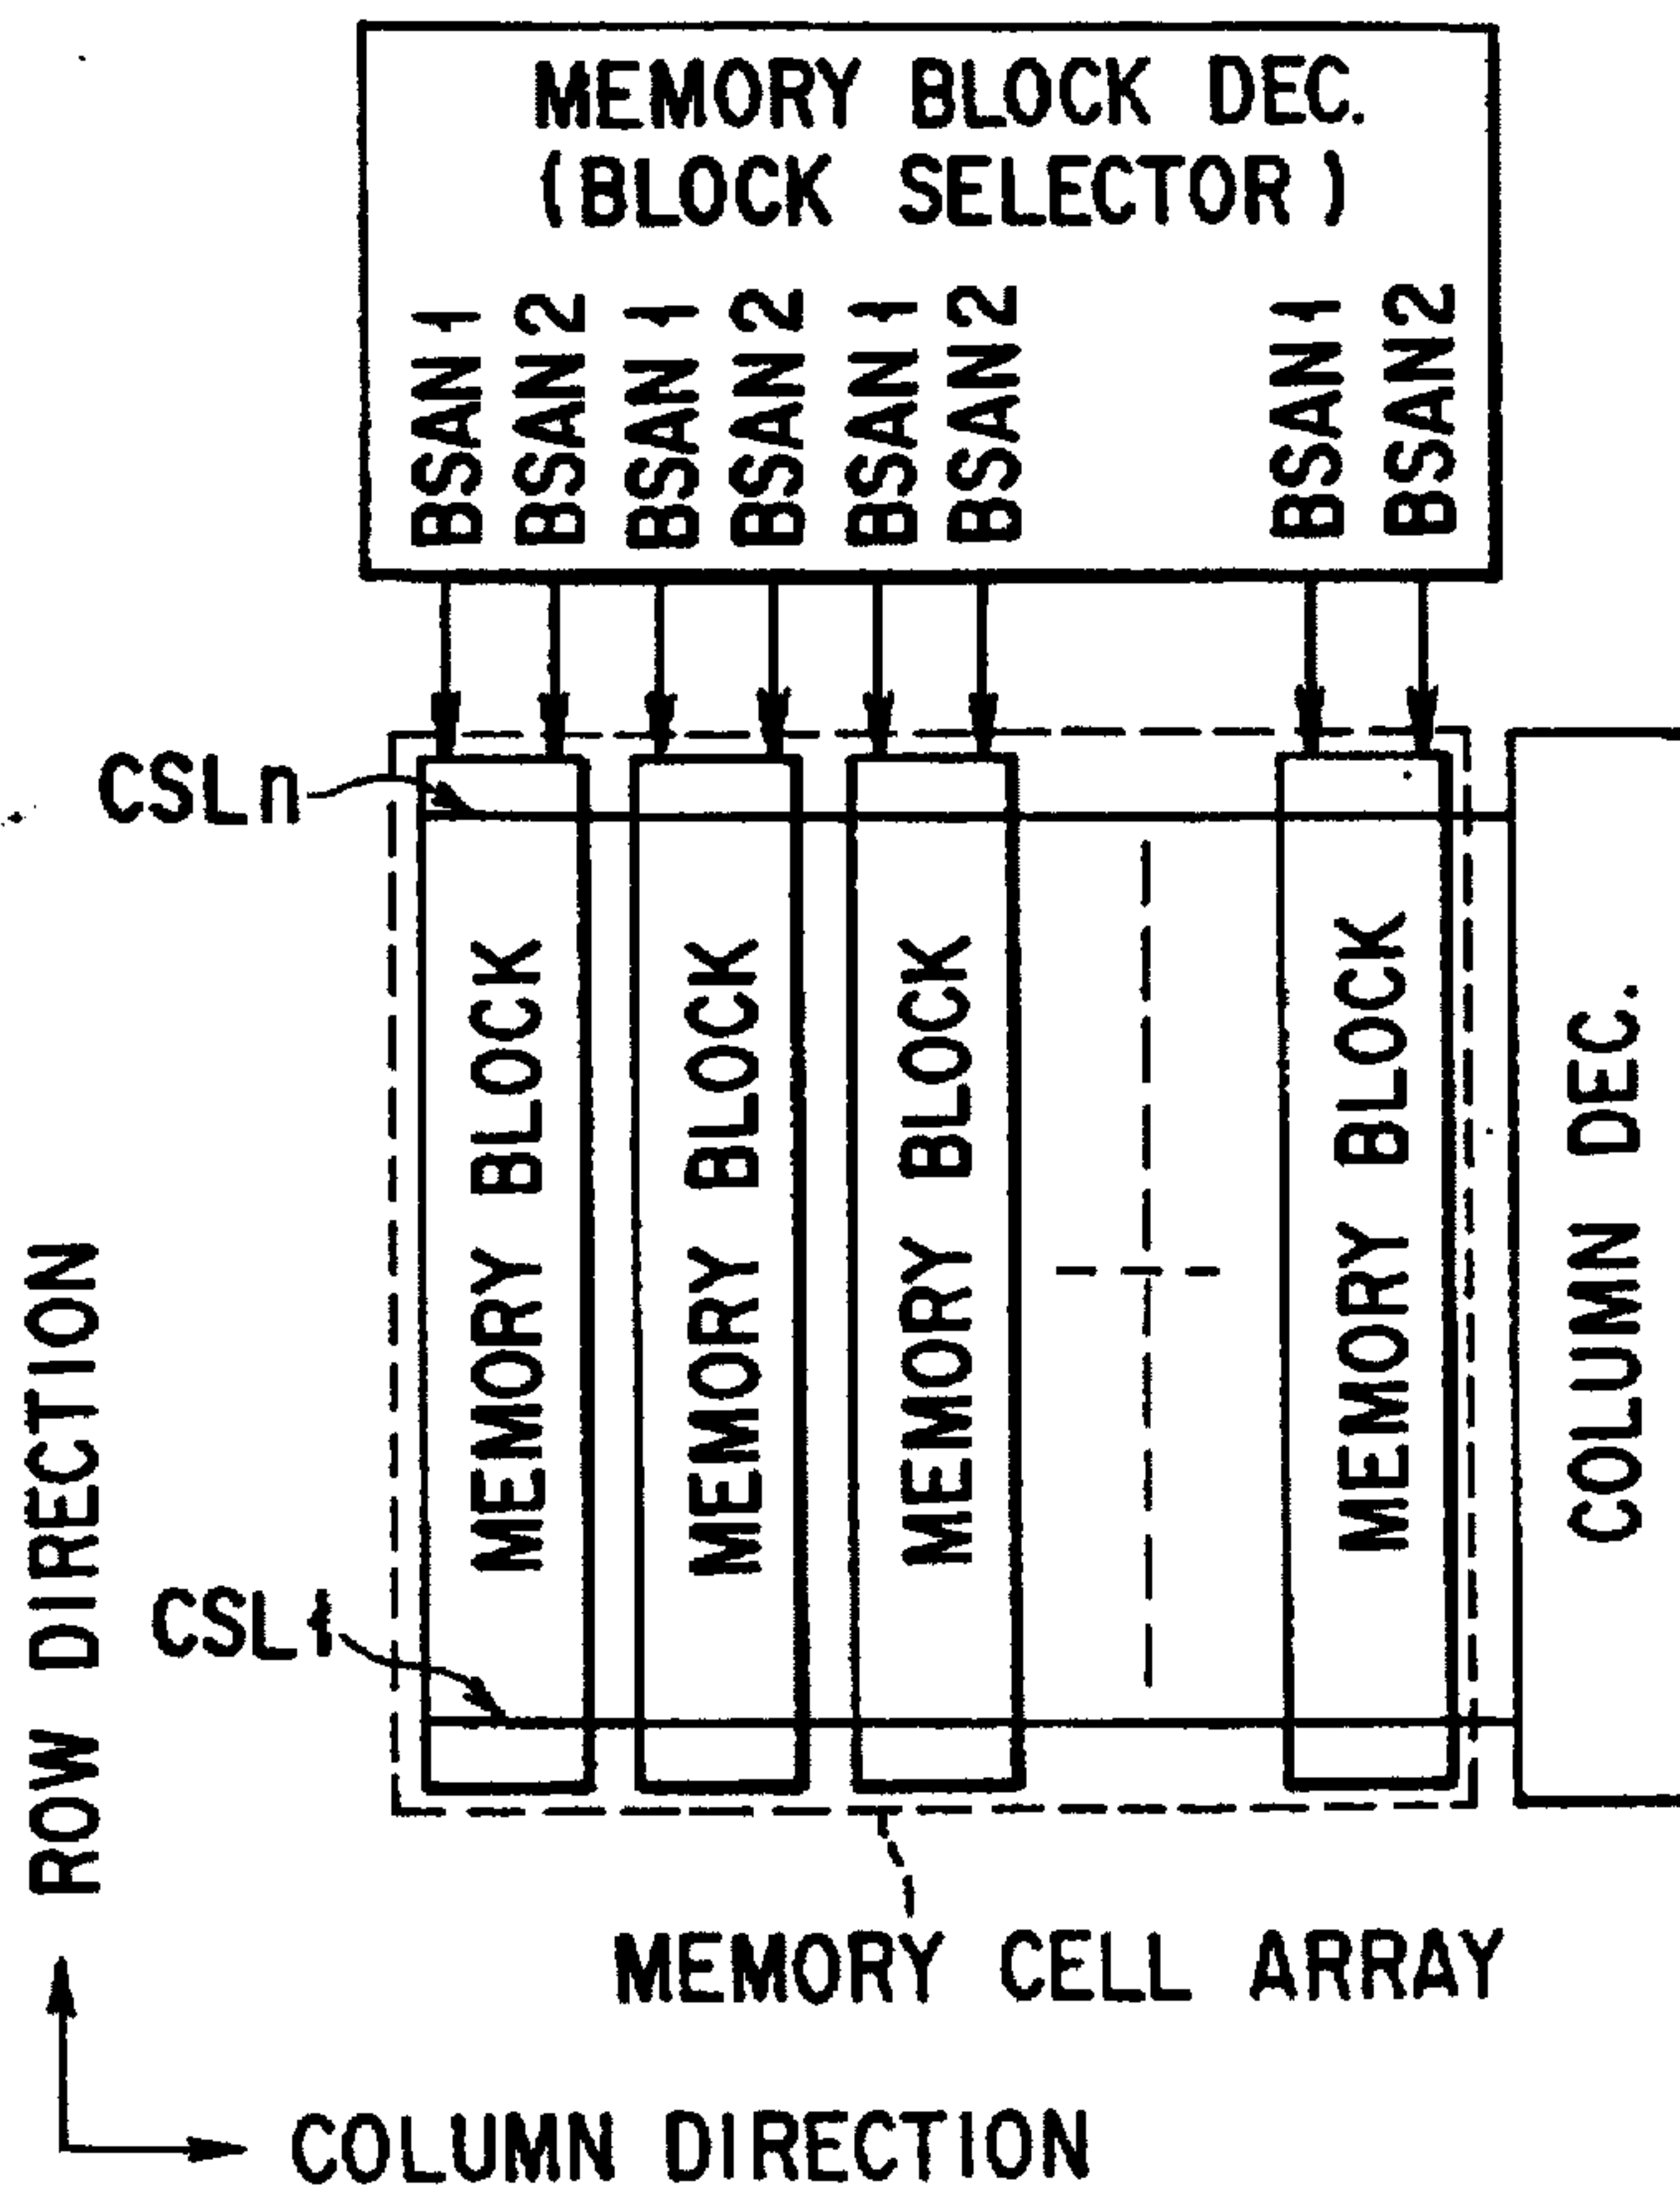 MEMORY BLOCK DEC.
(BLOCK SELECTOR)
BSAN1
BSAN2
BSAN1
BSAN2
BSAN1
BSAN2
BSAN1
BSAN2
CSLn
MEMORY BLOCK
MEMORY BLOCK
MEMORY BLOCK
MEMORY BLOCK
COLUMN DEC.
ROW DIRECTION
MEMORY CELL ARRAY
COLUMN DIRECTION